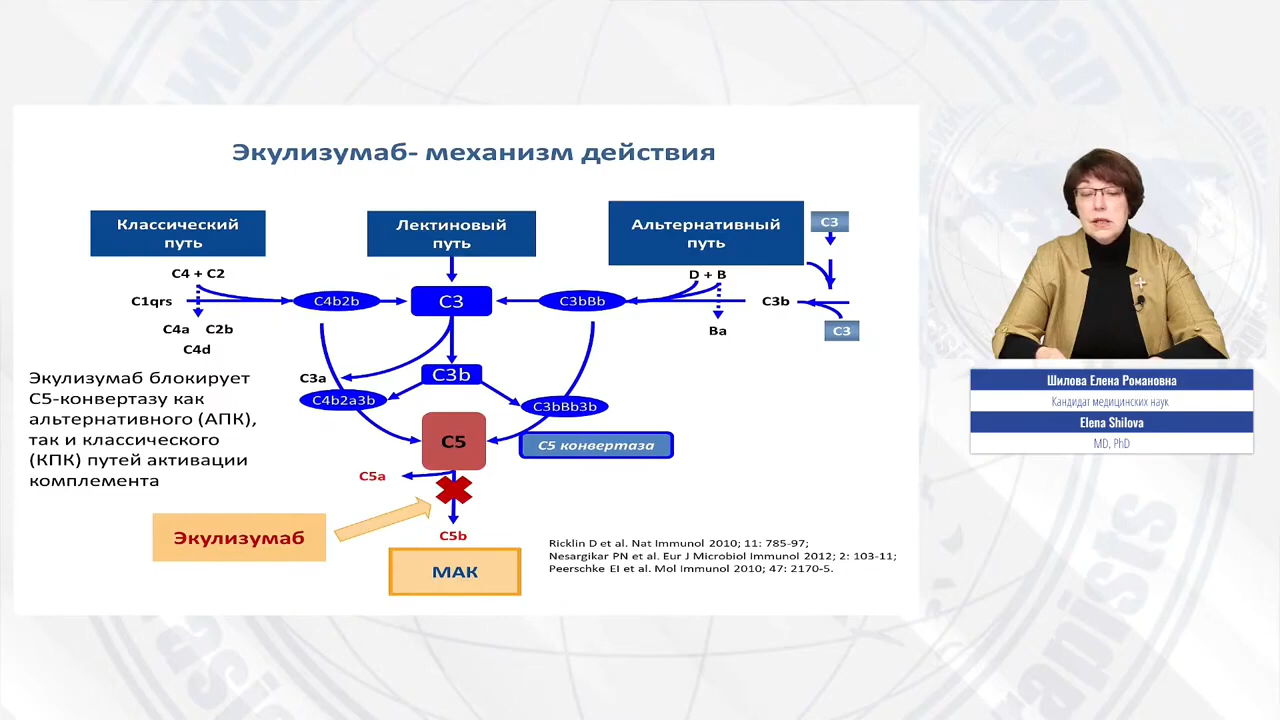 Экулизумаб- механизм действия
Классический
путь
Лектиновый
путь
Альтернативный
путь
C3
C4 + C2
D + B
C1qrs
C4b2b
C3
C3bBb
C3b
C4a C2b
Ba
C3
C4d
Экулизумаб блокирует
С5-конвертазу как
альтернативного (АПК),
так и классического
(КПК) путей активации
комплемента
C3a
C3b
C4b2a3b
C3bBb3b
C5
C5 конвертаза
C5a
Экулизумаб
C5b
МАК
Ricklin D et al. Nat Immunol 2010; 11: 785-97;
Nesargikar PN et al. Eur J Microbiol Immunol 2012; 2: 103-11;
Peerschke EI et al. Mol Immunol 2010; 47: 2170-5.
Шилова Елена Романовна
Кандидат медицинских наук
Elena Shilova
MD, PhD